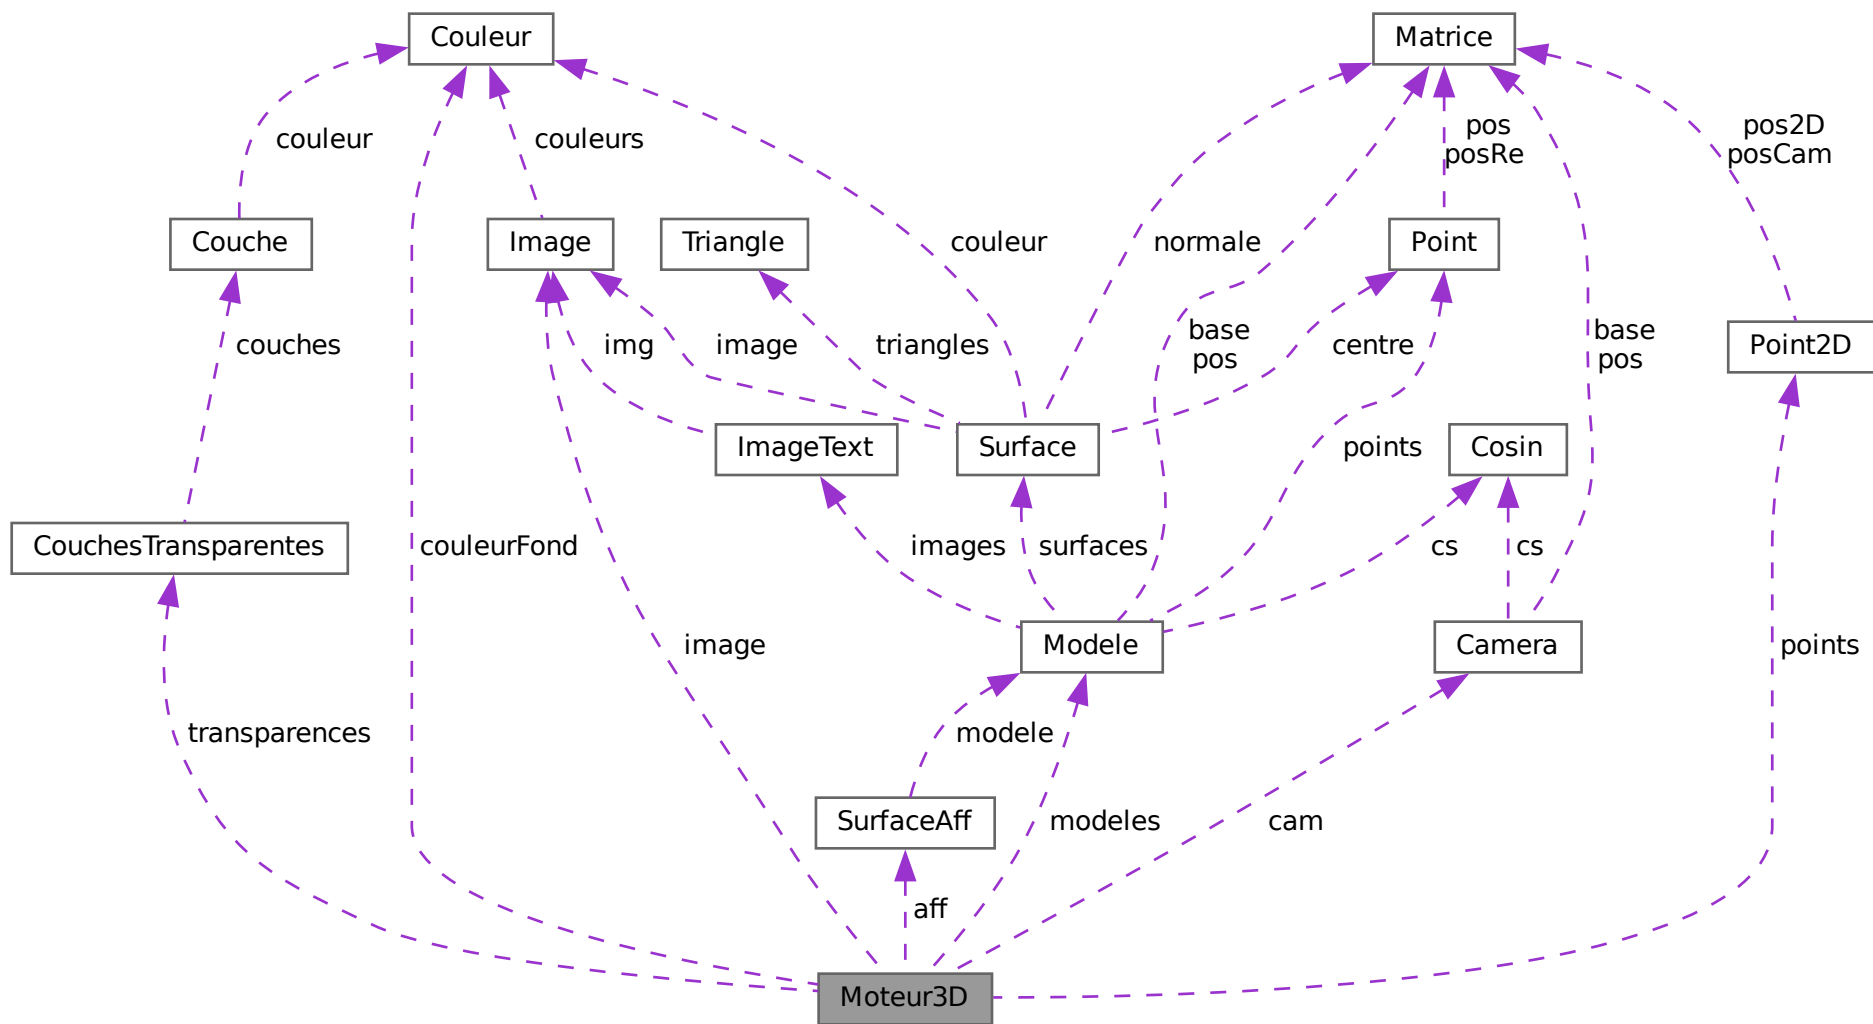 Couleur
Matrice
couleur
couleurs
pos
posRe
pos2D
posCam
Couche
Image
Triangle
couleur
normale
Point
couches
img
image
triangles
base
pos
centre
base
pos
Point2D
ImageText
Surface
points
Cosin
CouchesTransparentes
couleurFond
images
surfaces
cs
cs
image
Modele
Camera
points
transparences
modele
SurfaceAff
modeles
cam
aff
Moteur3D